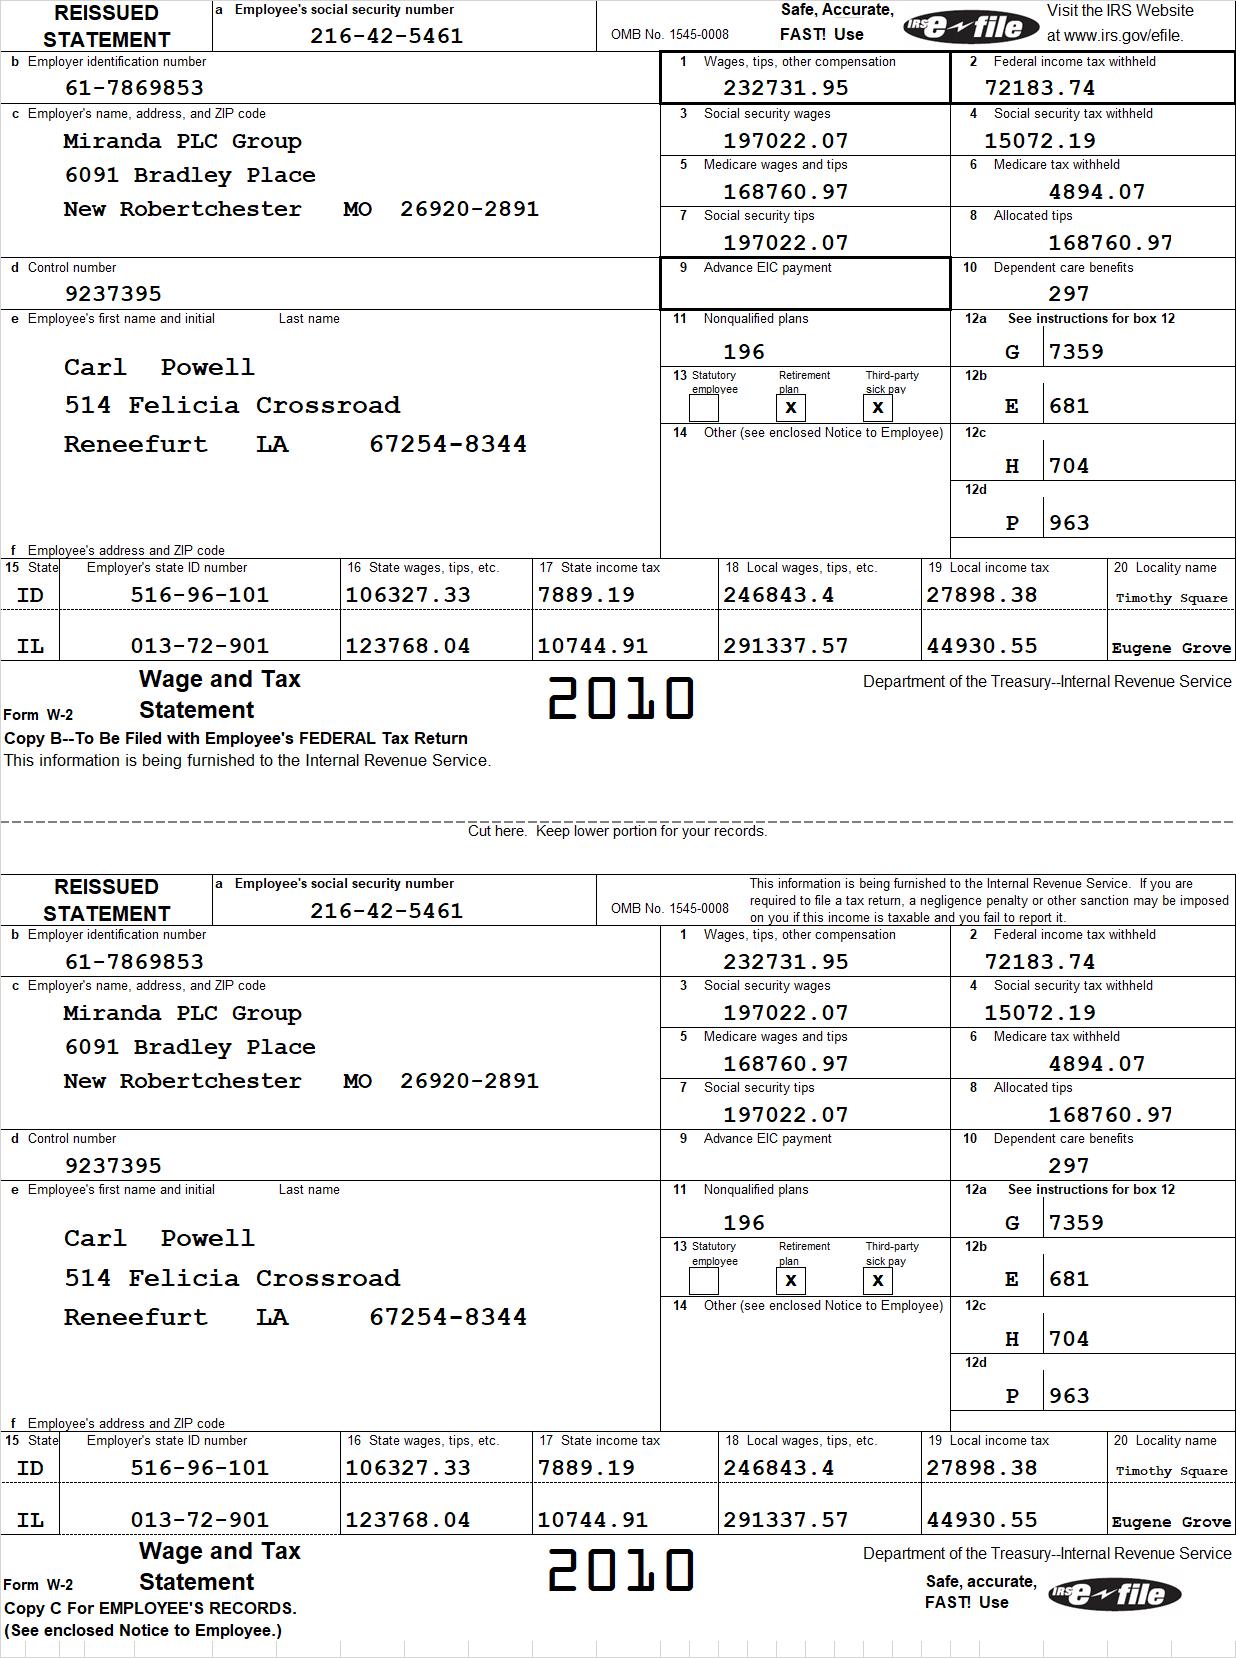 REISSUED STATEMENT
a Employee's social security number
216-42-5461
OMB No. 1545-0008
Safe, Accurate,
FAST! Use
IRS e-file
Visit the IRS Website
at www.irs.gov/efile.
b Employer identification number
61-7869853
1 Wages, tips, other compensation
232731.95
2 Federal income tax withheld
72183.74
c Employer's name, address, and ZIP code
Miranda PLC Group
6091 Bradley Place
New Robertchester MO 26920-2891
3 Social security wages
197022.07
4 Social security tax withheld
15072.19
5 Medicare wages and tips
168760.97
6 Medicare tax withheld
4894.07
7 Social security tips
197022.07
8 Allocated tips
168760.97
d Control number
9237395
9 Advance EIC payment
10 Dependent care benefits
297
e Employee's first name and initial Last name
Carl Powell
514 Felicia Crossroad
Reneefurt LA 67254-8344
f Employee's address and ZIP code
11 Nonqualified plans
196
12a See instructions for box 12
G 7359
13 Statutory employee
Retirement plan
X
Third-party sick pay
X
12b
E 681
14 Other (see enclosed Notice to Employee)
12c
H 704
12d
P 963
15 State Employer's state ID number 16 State wages, tips, etc. 17 State income tax 18 Local wages, tips, etc. 19 Local income tax 20 Locality name
ID 516-96-101 106327.33 7889.19 246843.4 27898.38 Timothy Square
IL 013-72-901 123768.04 10744.91 291337.57 44930.55 Eugene Grove
Form W-2
Wage and Tax
Statement
2010
Department of the Treasury--Internal Revenue Service
Copy B--To Be Filed with Employee's FEDERAL Tax Return
This information is being furnished to the Internal Revenue Service.
Cut here. Keep lower portion for your records.
REISSUED STATEMENT
a Employee's social security number
216-42-5461
OMB No. 1545-0008
This information is being furnished to the Internal Revenue Service. If you are
required to file a tax return, a negligence penalty or other sanction may be imposed
on you if this income is taxable and you fail to report it.
b Employer identification number
61-7869853
1 Wages, tips, other compensation
232731.95
2 Federal income tax withheld
72183.74
c Employer's name, address, and ZIP code
Miranda PLC Group
6091 Bradley Place
New Robertchester MO 26920-2891
3 Social security wages
197022.07
4 Social security tax withheld
15072.19
5 Medicare wages and tips
168760.97
6 Medicare tax withheld
4894.07
7 Social security tips
197022.07
8 Allocated tips
168760.97
d Control number
9237395
9 Advance EIC payment
10 Dependent care benefits
297
e Employee's first name and initial Last name
Carl Powell
514 Felicia Crossroad
Reneefurt LA 67254-8344
f Employee's address and ZIP code
11 Nonqualified plans
196
12a See instructions for box 12
G 7359
13 Statutory employee
Retirement plan
X
Third-party sick pay
X
12b
E 681
14 Other (see enclosed Notice to Employee)
12c
H 704
12d
P 963
15 State Employer's state ID number 16 State wages, tips, etc. 17 State income tax 18 Local wages, tips, etc. 19 Local income tax 20 Locality name
ID 516-96-101 106327.33 7889.19 246843.4 27898.38 Timothy Square
IL 013-72-901 123768.04 10744.91 291337.57 44930.55 Eugene Grove
Form W-2
Wage and Tax
Statement
2010
Department of the Treasury--Internal Revenue Service
Copy C For EMPLOYEE'S RECORDS.
(See enclosed Notice to Employee.)
Safe, accurate,
FAST! Use
IRS e-file